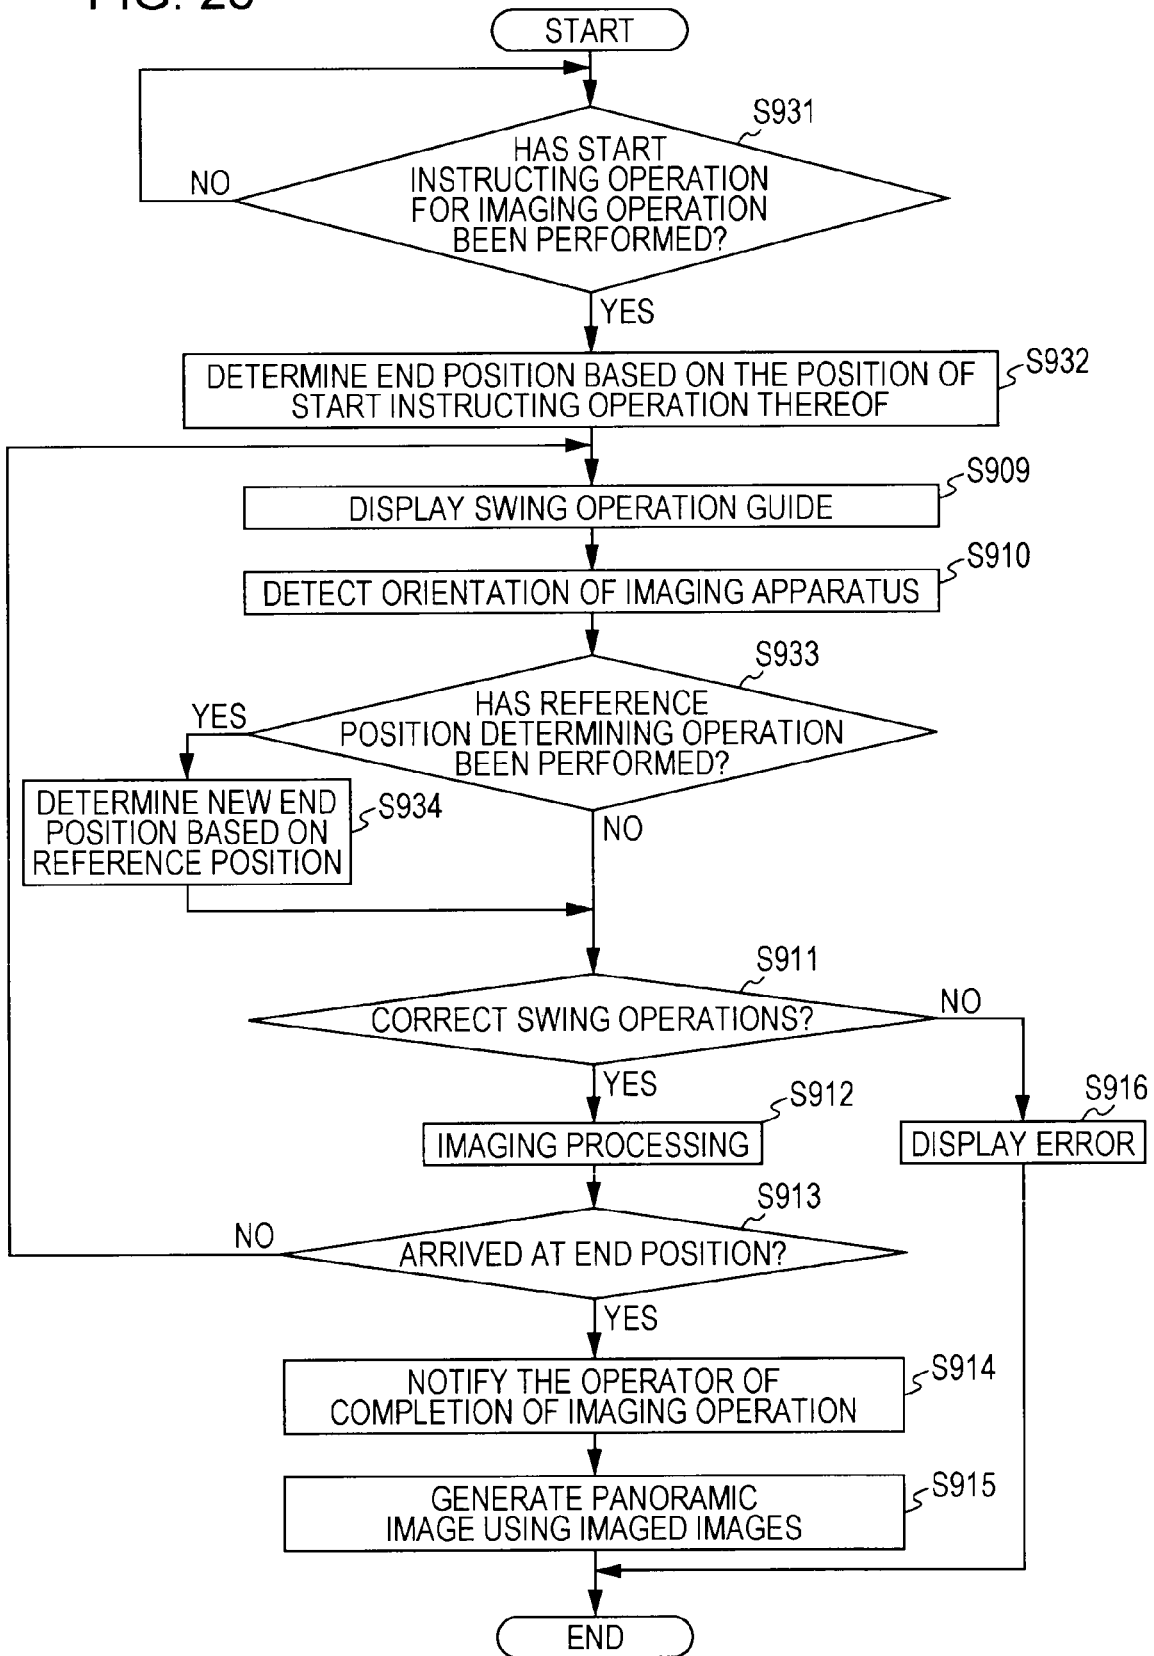 START
S931
HAS START
INSTRUCTING OPERATION
FOR IMAGING OPERATION
BEEN PERFORMED?
NO
YES
S932
DETERMINE END POSITION BASED ON THE POSITION OF
START INSTRUCTING OPERATION THEREOF
S909
DISPLAY SWING OPERATION GUIDE
S910
DETECT ORIENTATION OF IMAGING APPARATUS
S933
HAS REFERENCE
POSITION DETERMINING OPERATION
BEEN PERFORMED?
YES
S934
DETERMINE NEW END
POSITION BASED ON
REFERENCE POSITION
NO
S911
CORRECT SWING OPERATIONS?
NO
YES
S912
IMAGING PROCESSING
S916
DISPLAY ERROR
S913
ARRIVED AT END POSITION?
NO
YES
S914
NOTIFY THE OPERATOR OF
COMPLETION OF IMAGING OPERATION
S915
GENERATE PANORAMIC
IMAGE USING IMAGED IMAGES
END